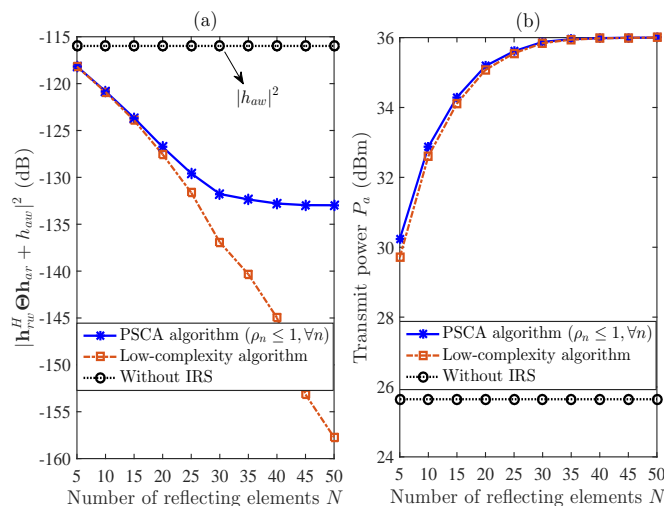 (a)
-115
-120
-125
-130
-135
-140
-145
-150
-155
-160
5 10 15 20 25 30 35 40 45 50
Number of reflecting elements N
|h_{rw}^H Θh_{ar} + h_{aw}|^2 (dB)
|h_{aw}|^2
PSCA algorithm (ρ_n ≤ 1, ∀n)
Low-complexity algorithm
Without IRS
(b)
36
34
32
30
28
26
24
5 10 15 20 25 30 35 40 45 50
Number of reflecting elements N
Transmit power P_a (dBm)
PSCA algorithm (ρ_n ≤ 1, ∀n)
Low-complexity algorithm
Without IRS